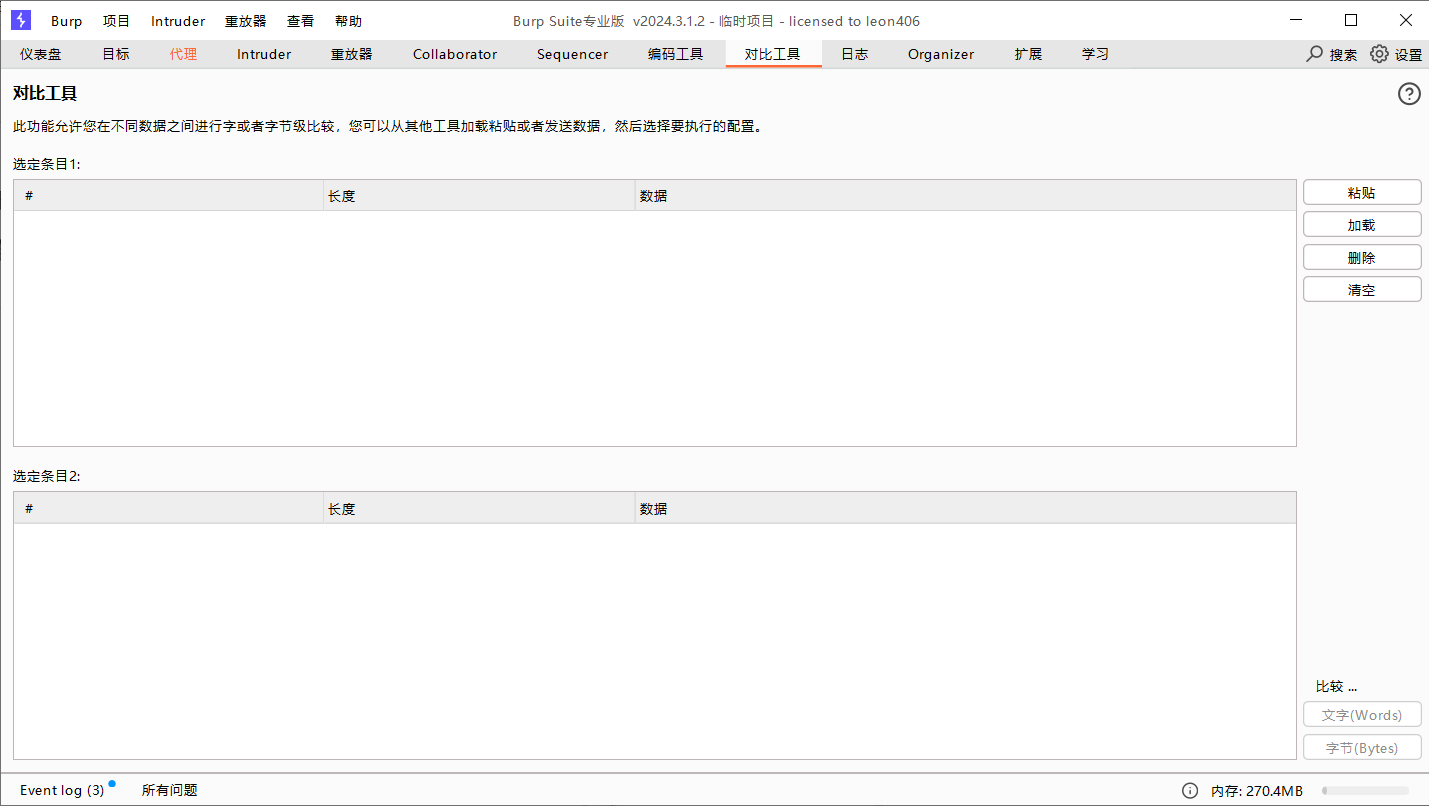 Burp 项目 Intruder 重放器 查看 帮助 Burp Suite专业版 v2024.3.1.2 - 临时项目 - licensed to leon406
仪表盘 目标 代理 Intruder 重放器 Collaborator Sequencer 编码工具 对比工具 日志 Organizer 扩展 学习 搜索 设置
对比工具
此功能允许您在不同数据之间进行字或者字节级比较，您可以从其他工具加载粘贴或者发送数据，然后选择要执行的配置。
选定条目1:
# 长度 数据
粘贴
加载
删除
清空
选定条目2:
# 长度 数据
比较 ...
文字(Words)
字节(Bytes)
Event log (3) 所有问题 内存: 270.4MB